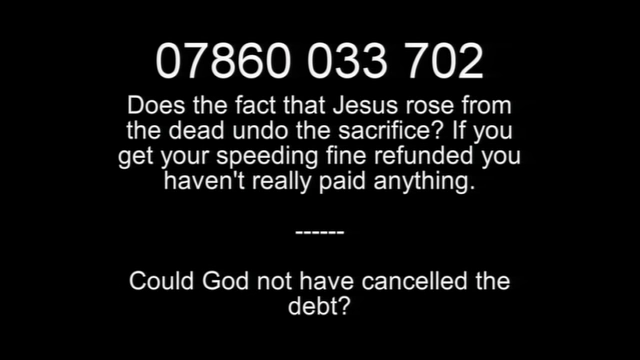 07860 033 702
Does the fact that Jesus rose from
the dead undo the sacrifice? If you
get your speeding fine refunded you
haven't really paid anything.
------
Could God not have cancelled the
debt?